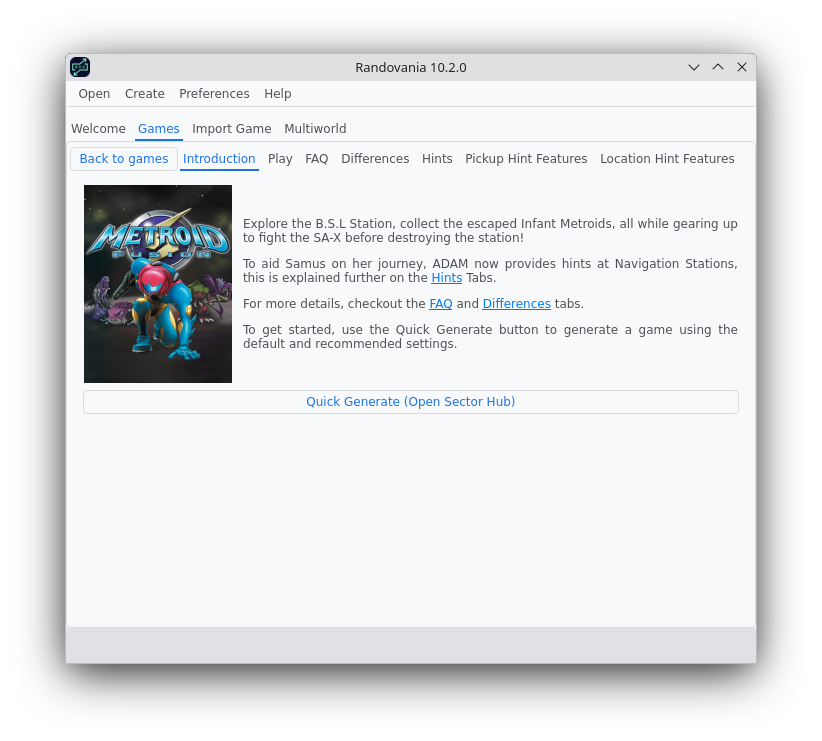 Randovania 10.2.0
Open Create Preferences Help
Welcome Games Import Game Multiworld
Back to games Introduction Play FAQ Differences Hints Pickup Hint Features Location Hint Features
METROID
FUSION
Explore the B.S.L Station, collect the escaped Infant Metroids, all while gearing up
to fight the SA-X before destroying the station!
To aid Samus on her journey, ADAM now provides hints at Navigation Stations,
this is explained further on the Hints Tabs.
For more details, checkout the FAQ and Differences tabs.
To get started, use the Quick Generate button to generate a game using the
default and recommended settings.
Quick Generate (Open Sector Hub)